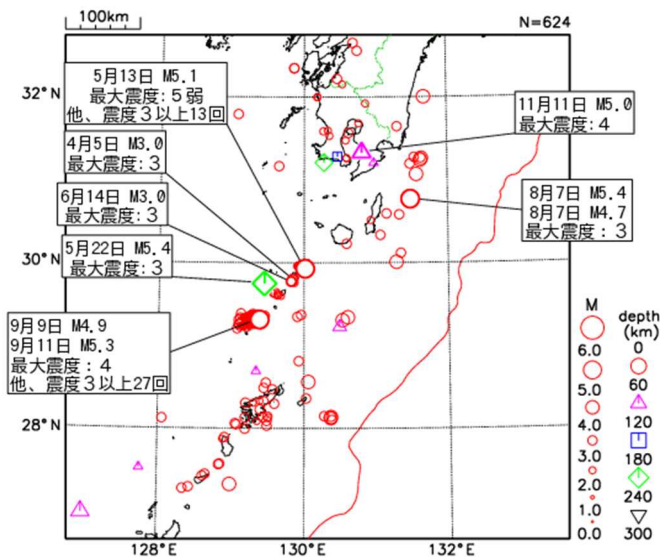 100km
N=624
5月13日 M5.1
最大震度:5弱
他、震度3以上13回
4月5日 M3.0
最大震度:3
6月14日 M3.0
最大震度:3
5月22日 M5.4
最大震度:3
9月9日 M4.9
9月11日 M5.3
最大震度:4
他、震度3以上27回
11月11日 M5.0
最大震度:4
8月7日 M5.4
8月7日 M4.7
最大震度:3
32°N
30°N
28°N
128°E
130°E
132°E
M
6.0
5.0
4.0
3.0
2.0
1.0
0.0
depth
(km)
0
60
120
180
240
300